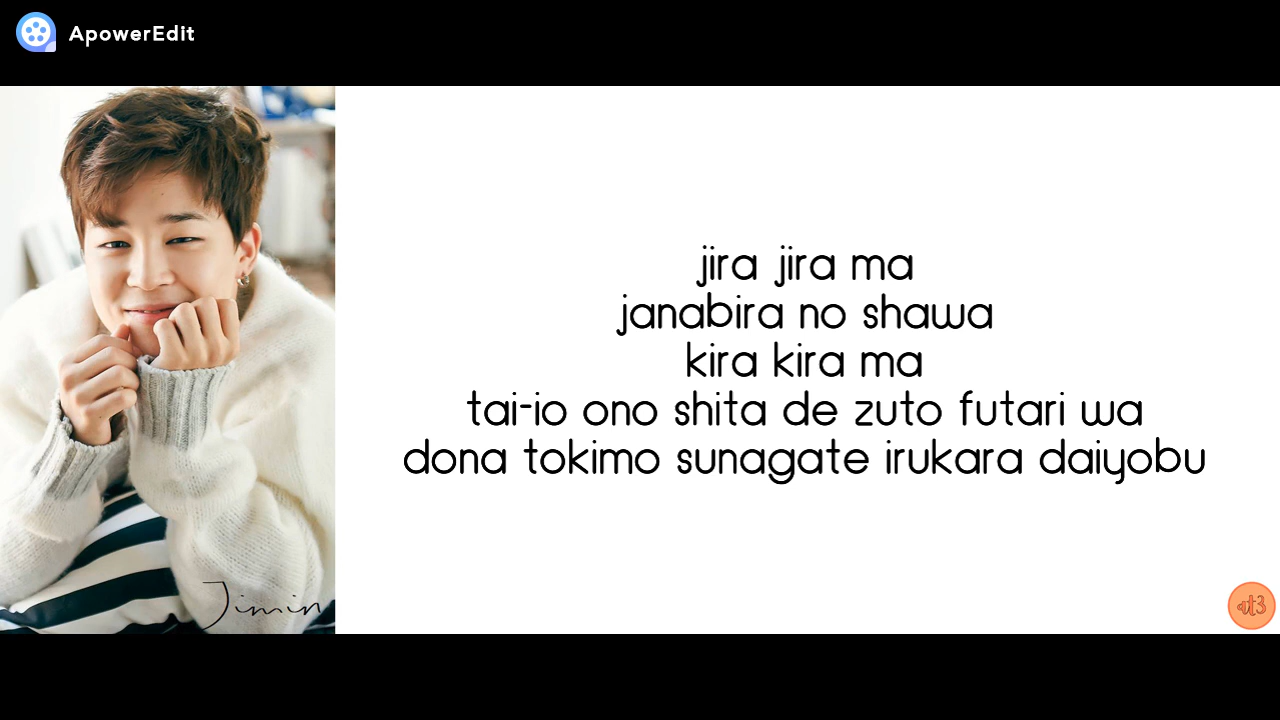 ApowerEdit
jira jira ma
janabira no shawa
kira kira ma
tai-io ono shita de zuto futari wa
dona tokimo sunagate irukara daiyobu
Jimin
at3